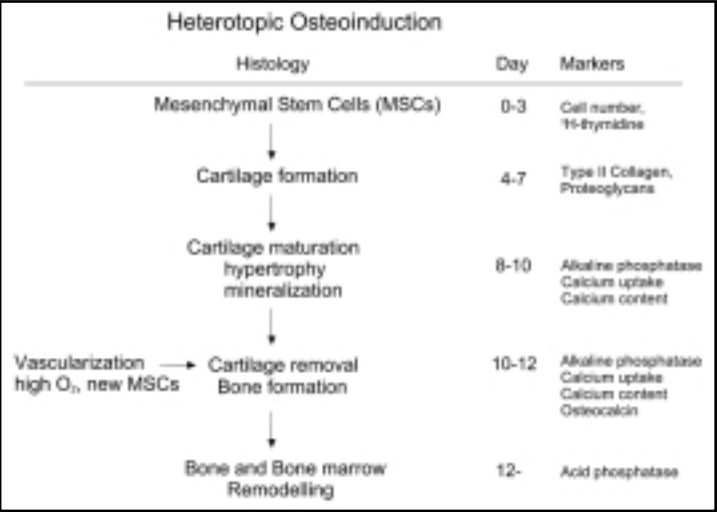 Heterotopic Osteoinduction
Histology Day Markers
Mesenchymal Stem Cells (MSCs) 0-3 Cell number,
³H-thymidine
Cartilage formation 4-7 Type II Collagen,
Proteoglycans
Cartilage maturation
hypertrophy 8-10 Alkaline phosphatase
mineralization Calcium uptake
Calcium content
Vascularization Cartilage removal 10-12 Alkaline phosphatase
high O₂, new MSCs Bone formation Calcium uptake
Calcium content
Osteocalcin
Bone and Bone marrow 12- Acid phosphatase
Remodelling